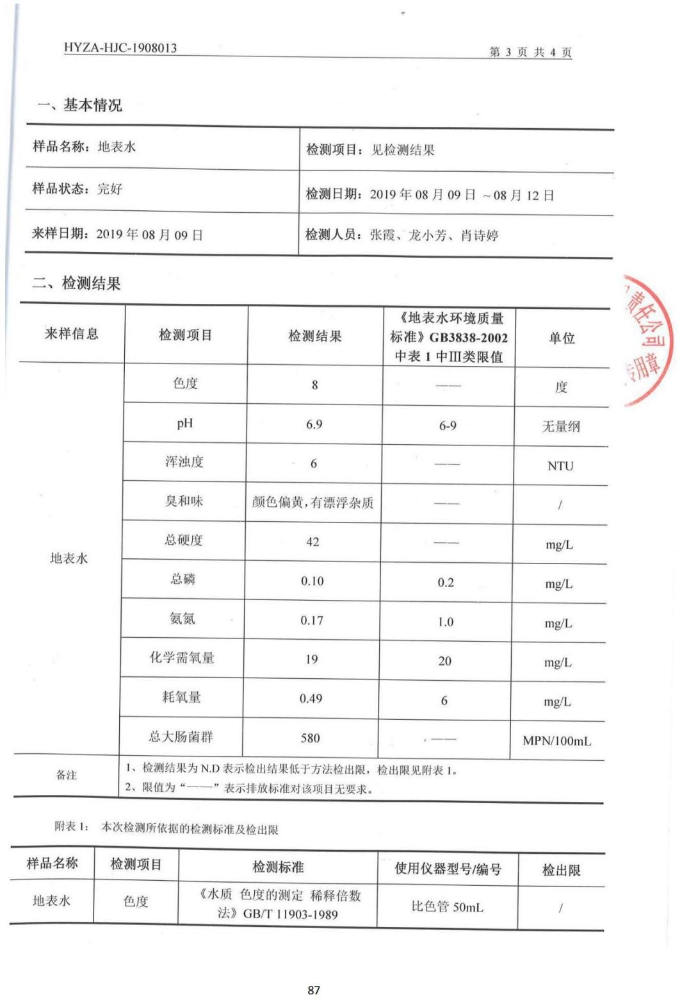 HYZA-HJC-1908013
第 3 页 共 4 页
一、基本情况
样品名称：地表水
检测项目：见检测结果
样品状态：完好
检测日期：2019 年 08 月 09 日 ~08 月 12 日
来样日期：2019 年 08 月 09 日
检测人员：张霞、龙小芳、肖诗婷
二、检测结果
来样信息 检测项目 检测结果 《地表水环境质量标准》GB3838-2002中表 1 中Ⅲ类限值 单位
地表水
色度 8 —— 度
pH 6.9 6-9 无量纲
浑浊度 6 —— NTU
臭和味 颜色偏黄，有漂浮杂质 —— /
总硬度 42 —— mg/L
总磷 0.10 0.2 mg/L
氨氮 0.17 1.0 mg/L
化学需氧量 19 20 mg/L
耗氧量 0.49 6 mg/L
总大肠菌群 580 —— MPN/100mL
备注
1、检测结果为 N.D 表示检出结果低于方法检出限，检出限见附表 1。
2、限值为“——”表示排放标准对该项目无要求。
附表 1： 本次检测所依据的检测标准及检出限
样品名称 检测项目 检测标准 使用仪器型号/编号 检出限
地表水 色度 《水质 色度的测定 稀释倍数法》GB/T 11903-1989 比色管 50mL /
责任公司
专用章
87